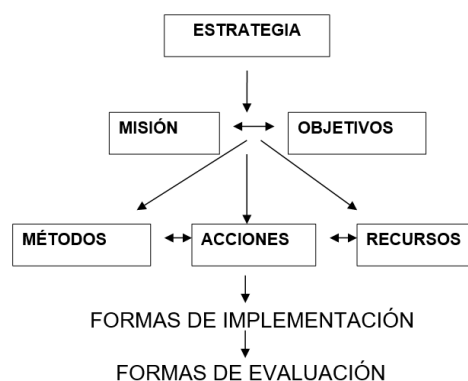 ESTRATEGIA
MISIÓN OBJETIVOS
MÉTODOS ACCIONES RECURSOS
FORMAS DE IMPLEMENTACIÓN
FORMAS DE EVALUACIÓN